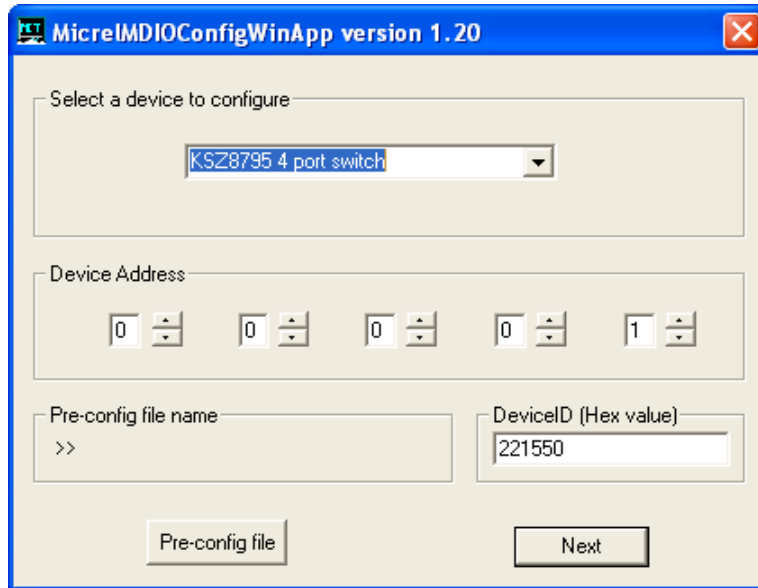 MicrelMDIOConfigWinApp version 1.20
Select a device to configure
KSZ8795 4 port switch
Device Address
0 0 0 0 1
Pre-config file name
>>
DeviceID (Hex value)
221550
Pre-config file
Next